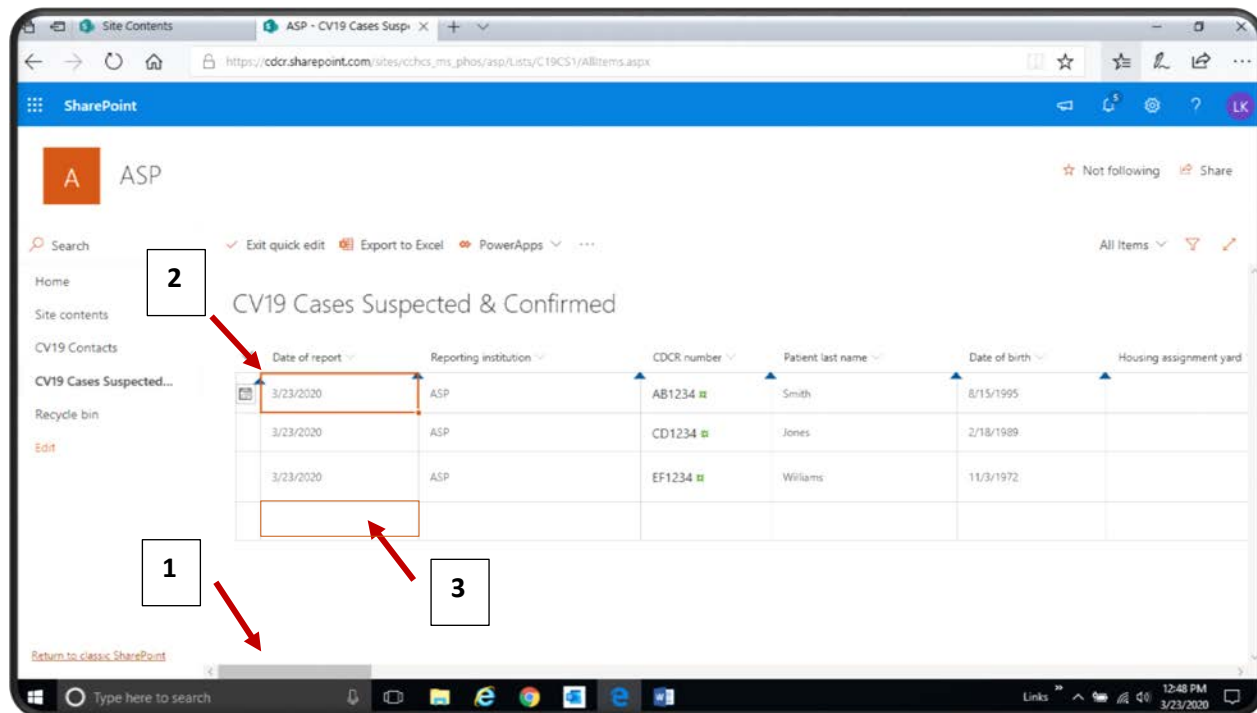 Site Contents
ASP - CV19 Cases Susp
https://cdcr.sharepoint.com/sites/cchcs_ms_phos/asp/Lists/C19CS1/AllItems.aspx
SharePoint
5
LK
A
ASP
Not following
Share
Search
Exit quick edit
Export to Excel
PowerApps
All Items
Home
2
Site contents
CV19 Cases Suspected & Confirmed
CV19 Contacts
Date of report
Reporting institution
CDCR number
Patient last name
Date of birth
Housing assignment yard
CV19 Cases Suspected...
3/23/2020
ASP
AB1234
Smith
8/15/1995
Recycle bin
3/23/2020
ASP
CD1234
Jones
2/18/1989
Edit
3/23/2020
ASP
EF1234
Williams
11/3/1972
1
3
Return to classic SharePoint
Type here to search
Links
12:48 PM
3/23/2020